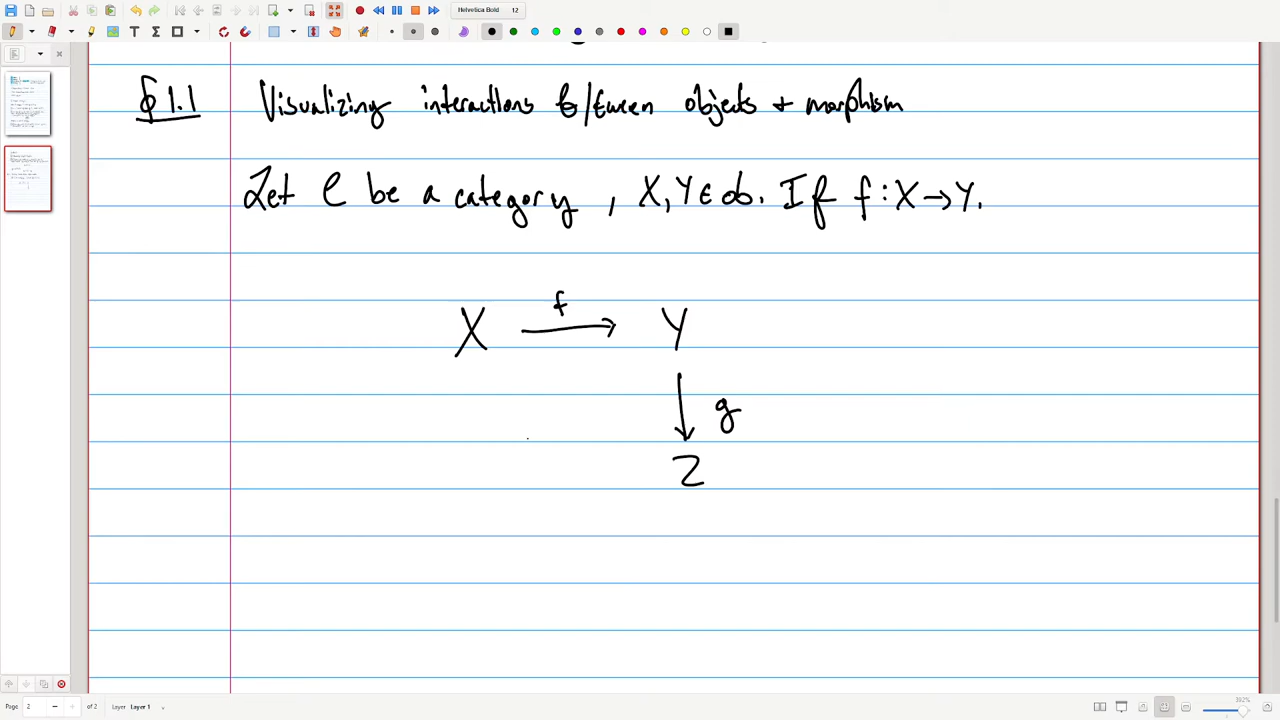 Helvetica Bold 12
§ 1.1 Visualizing interactions b/tween objects + morphism
Let C be a category, X, Y ∈ ob. If f : X → Y.
f
X → Y
↓ g
Z
Page 2 of 2 Layer Layer 1